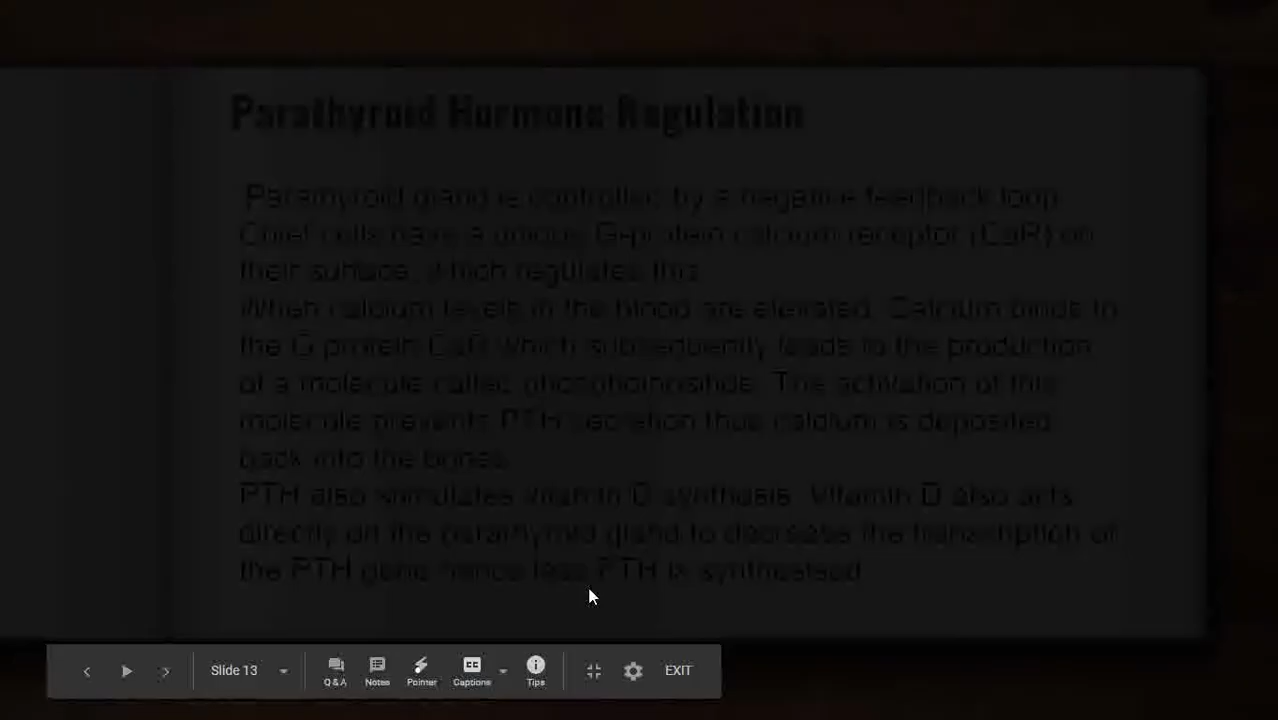 Parathyroid Hormone Regulation
Parathyroid gland is controlled by a negative feedback loop
Chief cells have a unique G-protein calcium receptor (CaR) on
their surface, which regulates this
When calcium levels in the blood are elevated, Calcium binds to
the G protein CaR which subsequently leads to the production
of a molecule called phosphoinositide. The activation of this
molecule prevents PTH secretion thus calcium is deposited
back into the bones.
PTH also stimulates vitamin D synthesis. Vitamin D also acts
directly on the parathyroid gland to decrease the transcription of
the PTH gene hence less PTH is synthesised
Slide 13
Q & A
Notes
Pointer
Captions
Tips
EXIT